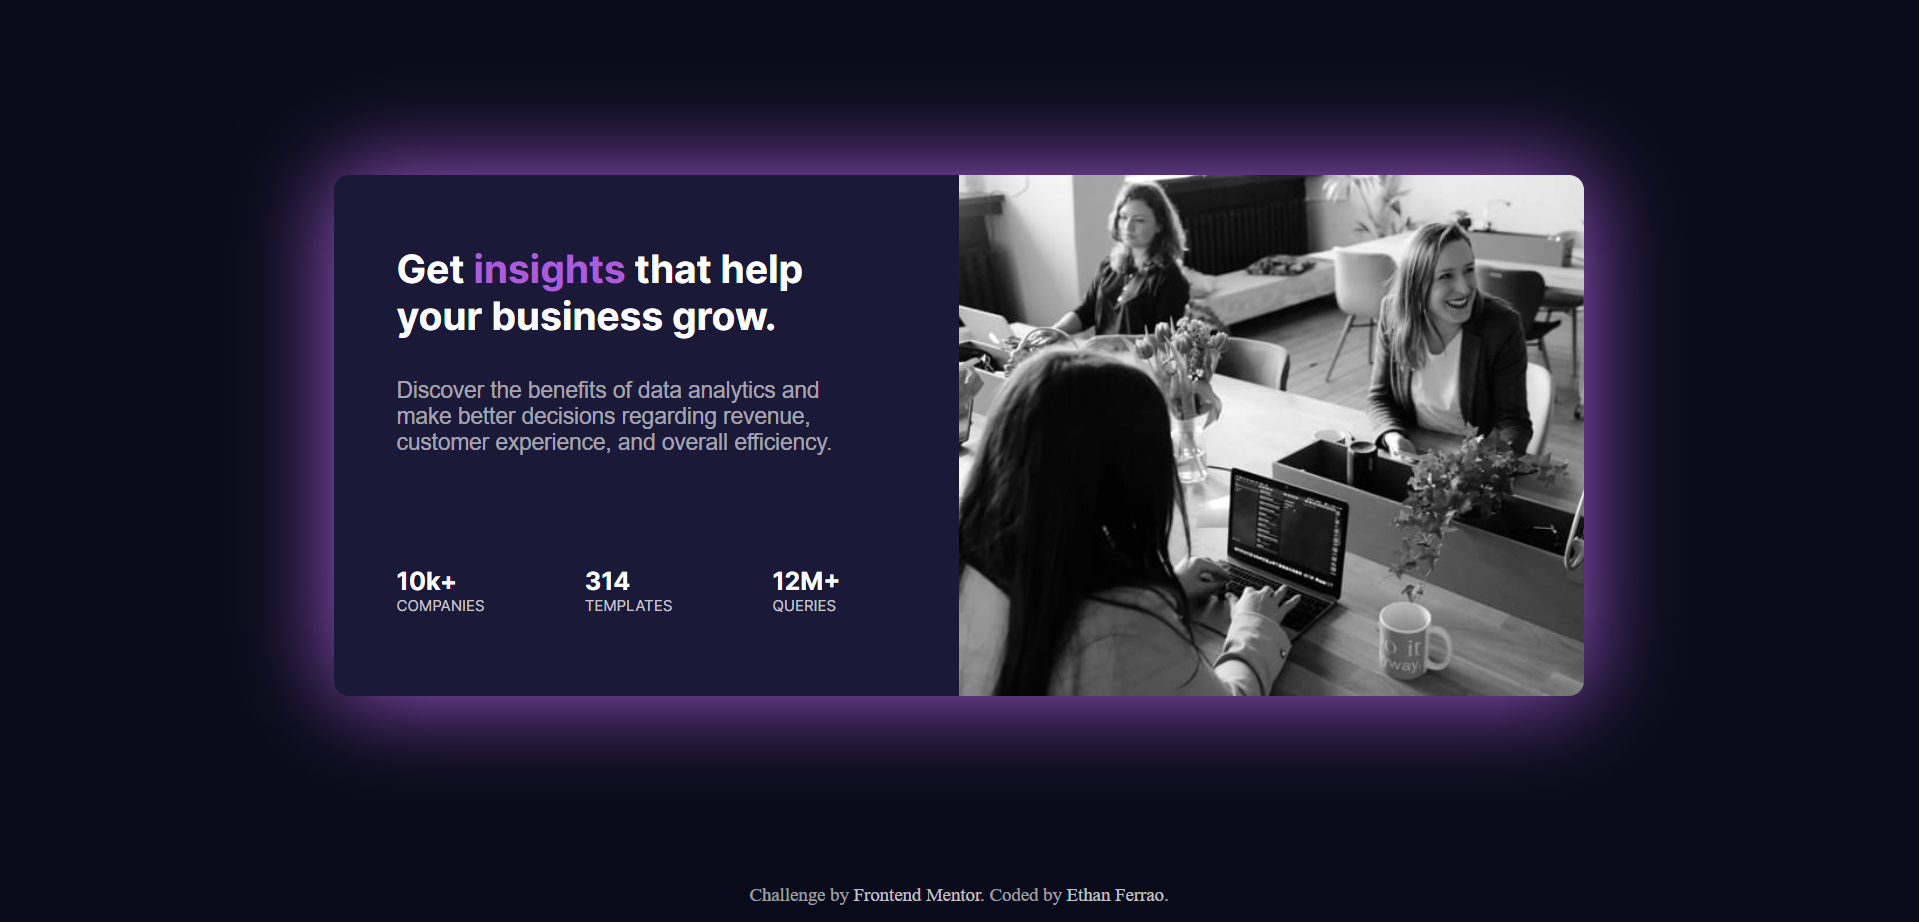 Get insights that help
your business grow.
Discover the benefits of data analytics and
make better decisions regarding revenue,
customer experience, and overall efficiency.
10k+
COMPANIES
314
TEMPLATES
12M+
QUERIES
o it
yway.
Challenge by Frontend Mentor. Coded by Ethan Ferrao.